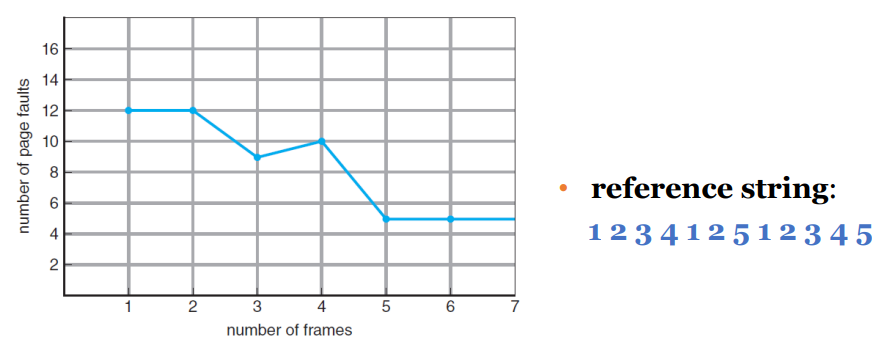 number of page faults
16
14
12
10
8
6
4
2
1 2 3 4 5 6 7
number of frames
• reference string:
1 2 3 4 1 2 5 1 2 3 4 5